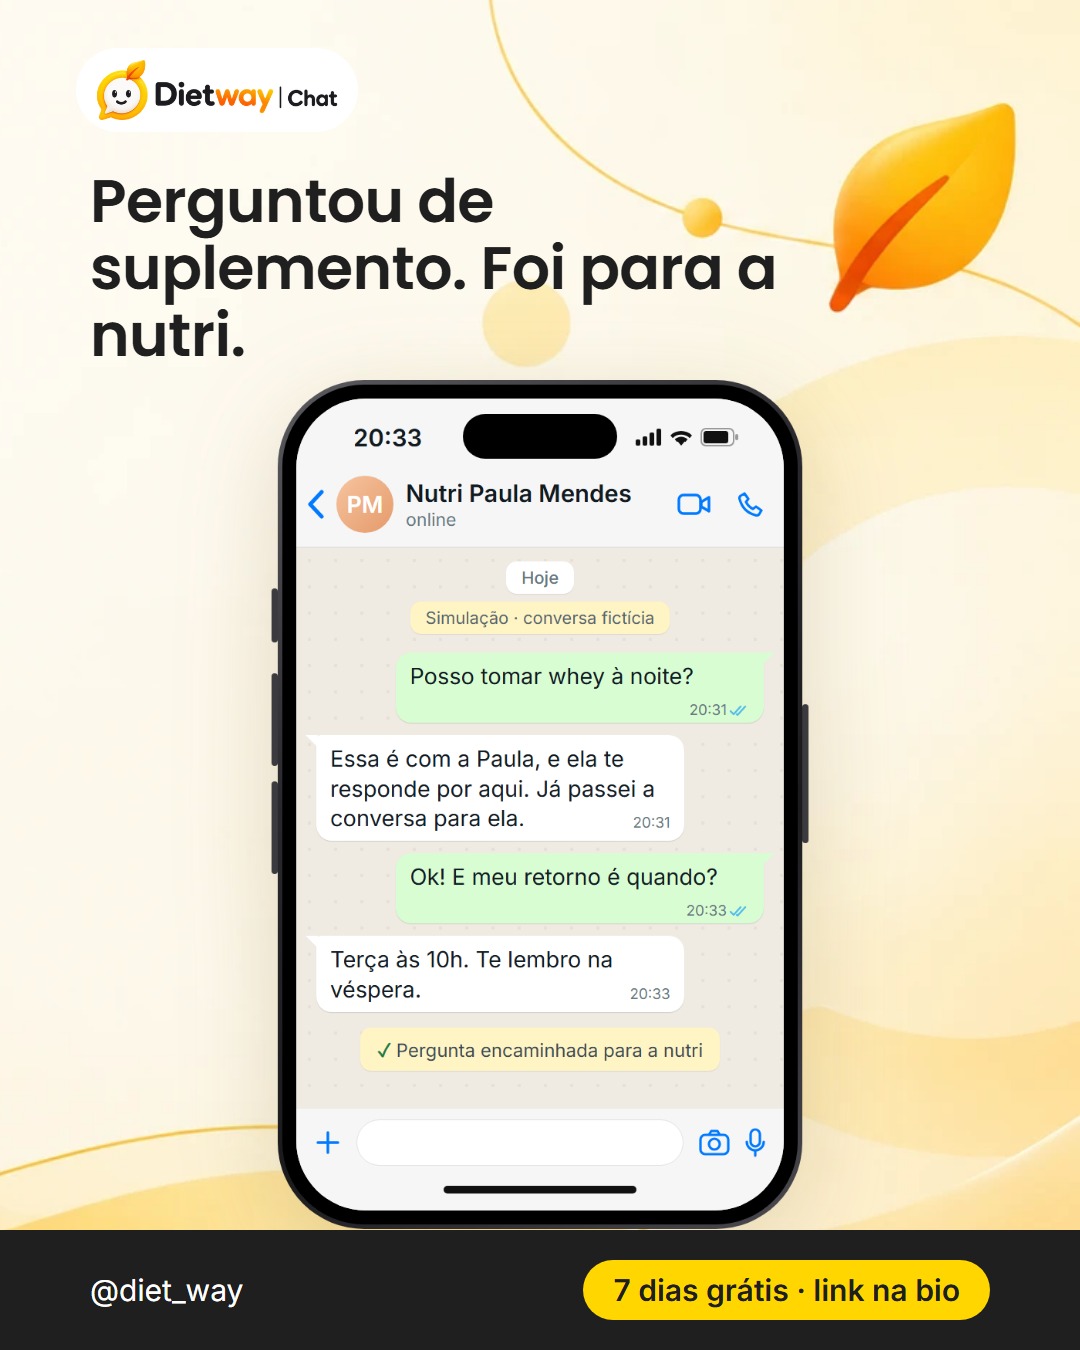 Dietway | Chat
Perguntou de
suplemento. Foi para a
nutri.
20:33
PM
Nutri Paula Mendes
online
Hoje
Simulação · conversa fictícia
Posso tomar whey à noite?
20:31
Essa é com a Paula, e ela te
responde por aqui. Já passei a
conversa para ela.
20:31
Ok! E meu retorno é quando?
20:33
Terça às 10h. Te lembro na
véspera.
20:33
✓ Pergunta encaminhada para a nutri
@diet_way
7 dias grátis · link na bio